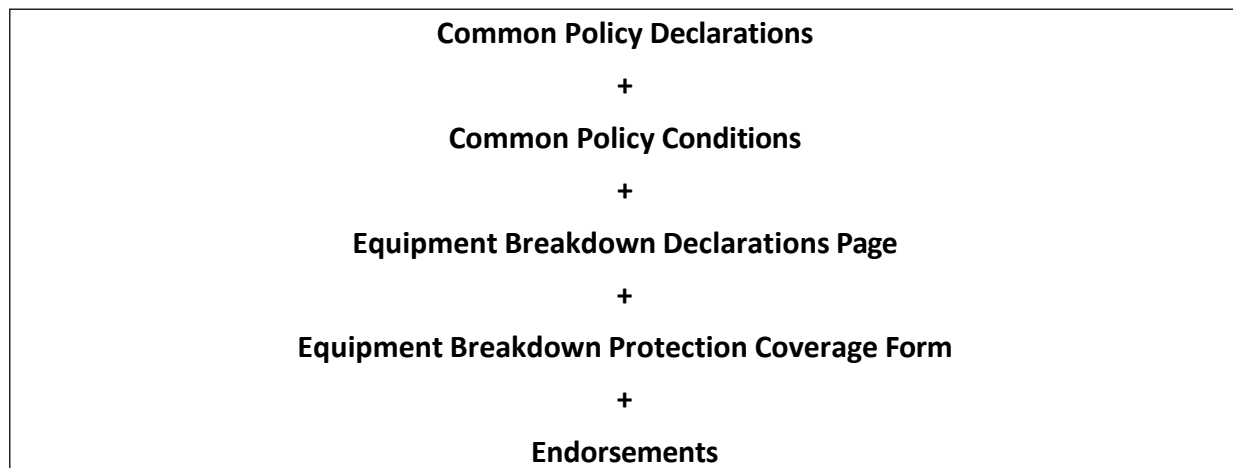 Common Policy Declarations
+
Common Policy Conditions
+
Equipment Breakdown Declarations Page
+
Equipment Breakdown Protection Coverage Form
+
Endorsements